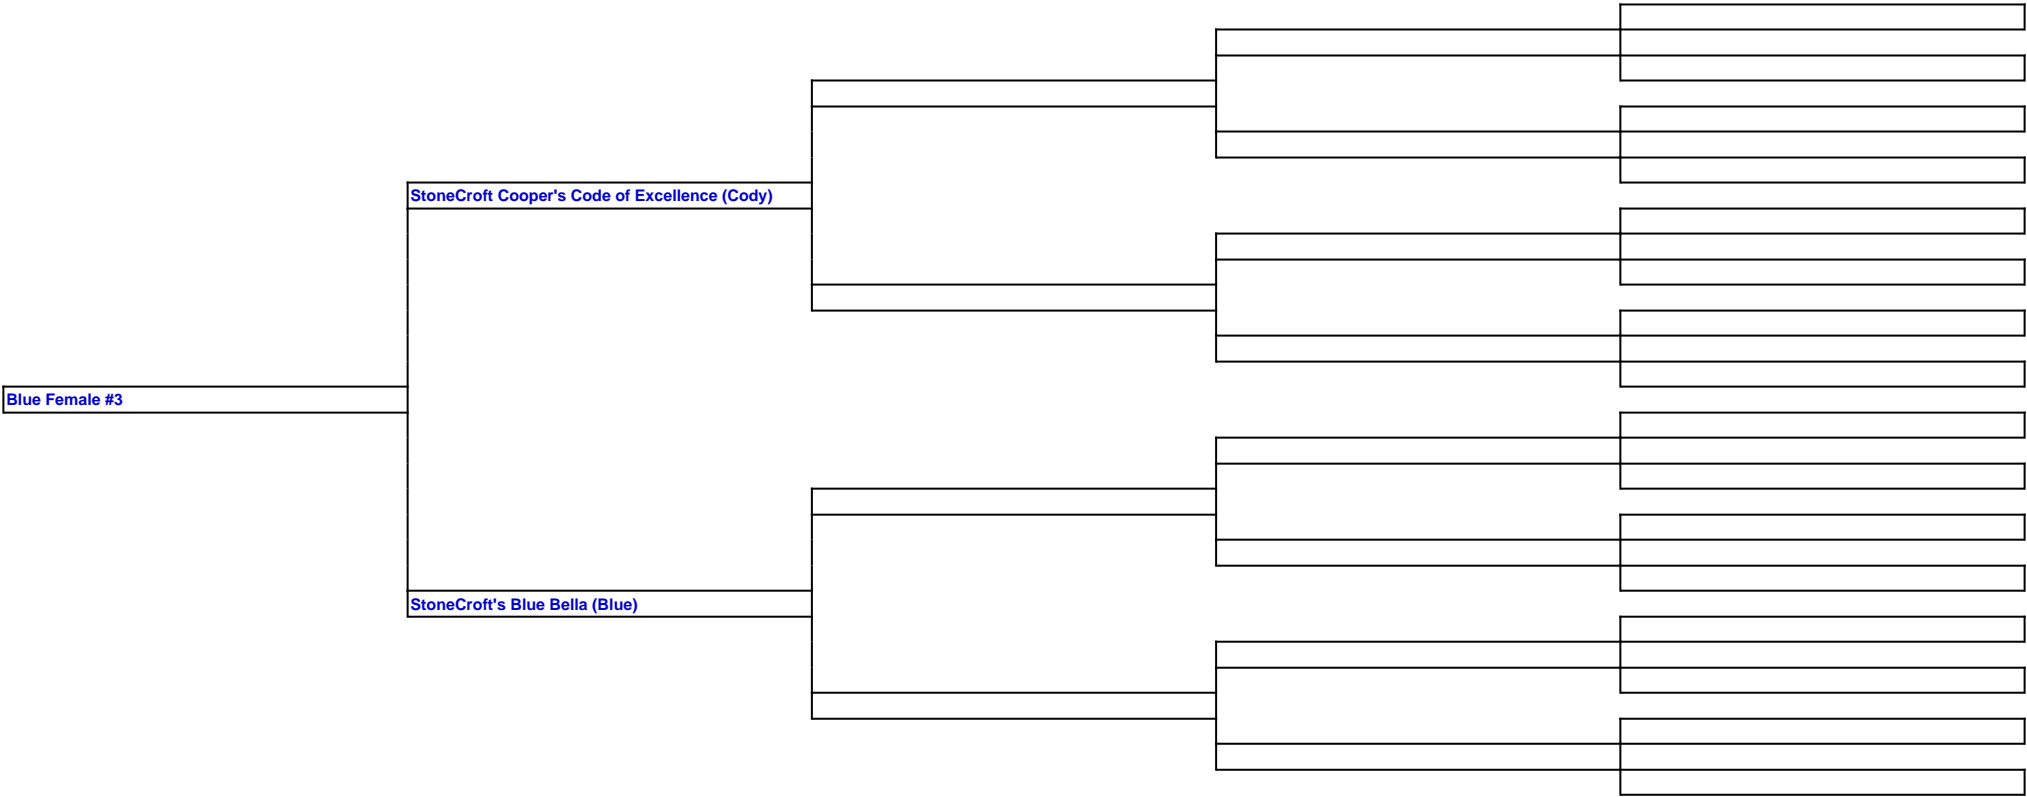 StoneCroft Cooper's Code of Excellence (Cody)
Blue Female #3
StoneCroft's Blue Bella (Blue)